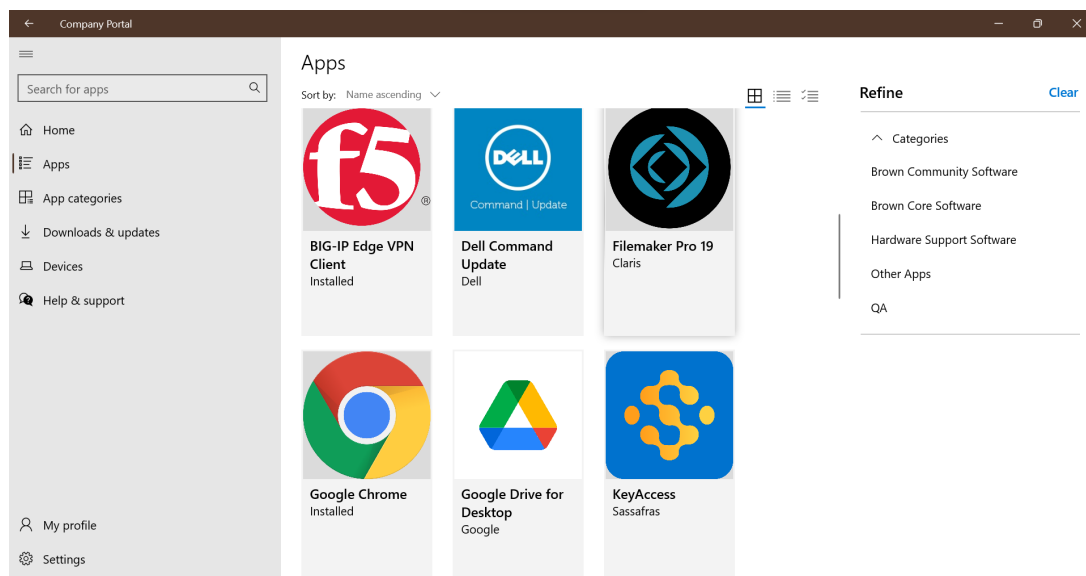 Company Portal
Search for apps
Home
Apps
App categories
Downloads & updates
Devices
Help & support
My profile
Settings
Apps
Sort by: Name ascending
f5®
BIG-IP Edge VPN
Client
Installed
DELL
Command | Update
Dell Command
Update
Dell
Filemaker Pro 19
Claris
Google Chrome
Installed
Google Drive for
Desktop
Google
KeyAccess
Sassafras
Refine Clear
Categories
Brown Community Software
Brown Core Software
Hardware Support Software
Other Apps
QA